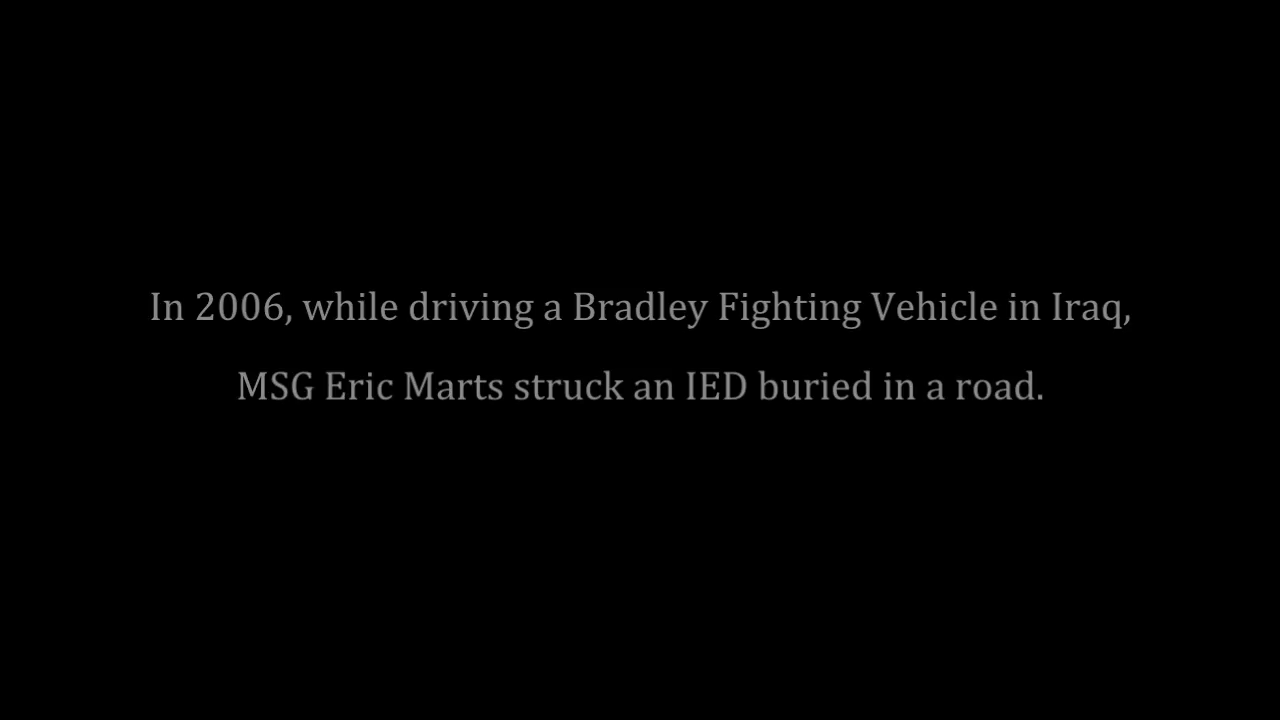 In 2006, while driving a Bradley Fighting Vehicle in Iraq,
MSG Eric Marts struck an IED buried in a road.